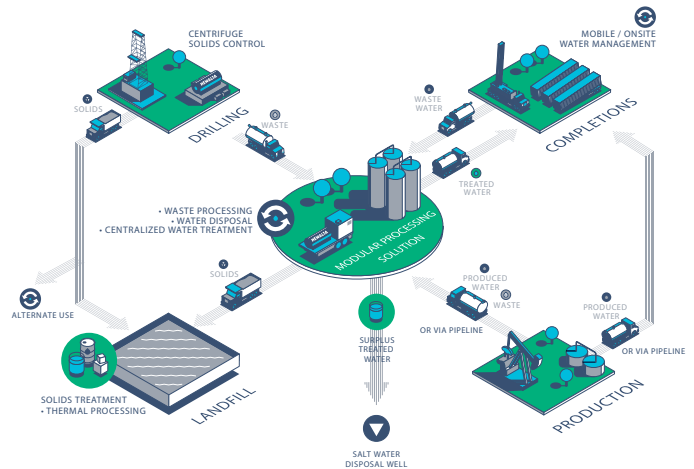 CENTRIFUGE
SOLIDS CONTROL
MOBILE / ONSITE
WATER MANAGEMENT
SOLIDS
DRILLING
WASTE
WASTE
WATER
COMPLETIONS
TREATED
WATER
• WASTE PROCESSING
• WATER DISPOSAL
• CENTRALIZED WATER TREATMENT
MODULAR PROCESSING
SOLUTION
SOLIDS
PRODUCED
WATER
WASTE
OR VIA PIPELINE
PRODUCED
WATER
OR VIA PIPELINE
ALTERNATE USE
SURPLUS
TREATED
WATER
SOLIDS TREATMENT
• THERMAL PROCESSING
LANDFILL
PRODUCTION
SALT WATER
DISPOSAL WELL